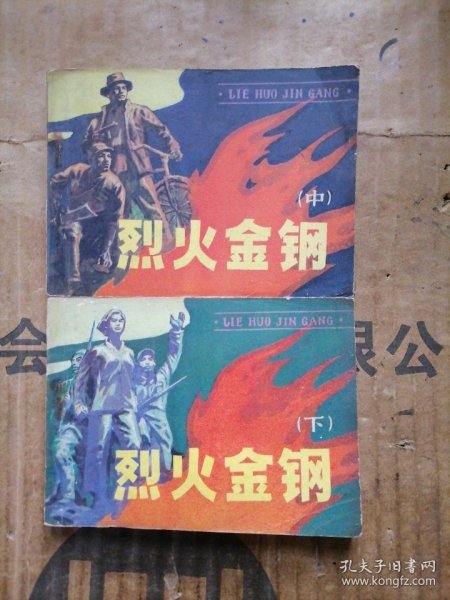 LIE HUO JIN GANG
(中)
烈火金钢
会
限公
LIE HUO JIN GANG
(下)
烈火金钢
孔夫子旧书网
www.kongfz.com